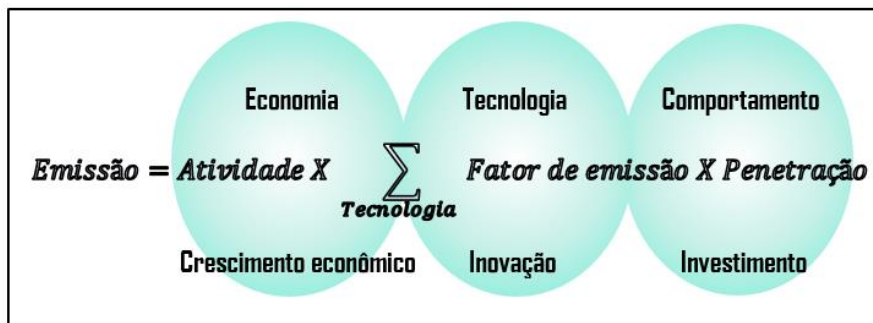 Economia Tecnologia Comportamento
Emissão = Atividade X ∑ Fator de emissão X Penetração
Tecnologia
Crescimento econômico Inovação Investimento